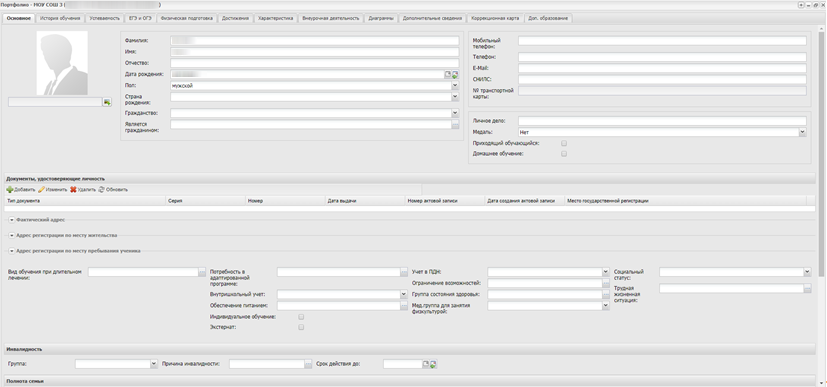 Портфолио - МОУ СОШ 3 (
Основное История обучения Успеваемость ЕГЭ и ОГЭ Физическая подготовка Достижения Характеристика Внеурочная деятельность Диаграммы Дополнительные сведения Коррекционная карта Доп. образование
Фамилия:
Имя:
Отчество:
Дата рождения:
Пол: мужской
Страна рождения:
Гражданство:
Является гражданином:
Мобильный телефон:
Телефон:
E-Mail:
СНИЛС:
№ транспортной карты:
Личное дело:
Медаль: Нет
Приходящий обучающийся:
Домашнее обучение:
Документы, удостоверяющие личность
Добавить Изменить Удалить Обновить
Тип документа Серия Номер Дата выдачи Номер актовой записи Дата создания актовой записи Место государственной регистрации
Фактический адрес
Адрес регистрации по месту жительства
Адрес регистрации по месту пребывания ученика
Вид обучения при длительном лечении:
Потребность в адаптированной программе:
Внутришкольный учет:
Обеспечение питанием:
Индивидуальное обучение:
Экстернат:
Учет в ПДН:
Ограничение возможностей:
Группа состояния здоровья:
Мед.группа для занятия физкультурой:
Социальный статус:
Трудная жизненная ситуация:
Инвалидность
Группа: Причина инвалидности: Срок действия до:
Полнота семьи